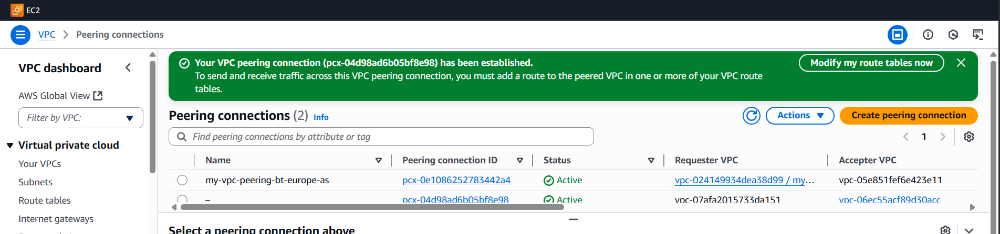 EC2
VPC > Peering connections
VPC dashboard
AWS Global View
Filter by VPC:
Virtual private cloud
Your VPCs
Subnets
Route tables
Internet gateways
Your VPC peering connection (pcx-04d98ad6b05bf8e98) has been established.
To send and receive traffic across this VPC peering connection, you must add a route to the peered VPC in one or more of your VPC route
tables.
Modify my route tables now
Peering connections (2) Info
Actions
Create peering connection
Find peering connections by attribute or tag
1
Name Peering connection ID Status Requester VPC Accepter VPC
my-vpc-peering-bt-europe-as pcx-0e1086252783442a4 Active vpc-024149934dea38d99 / my... vpc-05e851fef6e423e11
– pcx-04d98ad6b05bf8e98 Active vpc-07afa2015733da151 vpc-06ec55acf89d30acc
Select a peering connection above